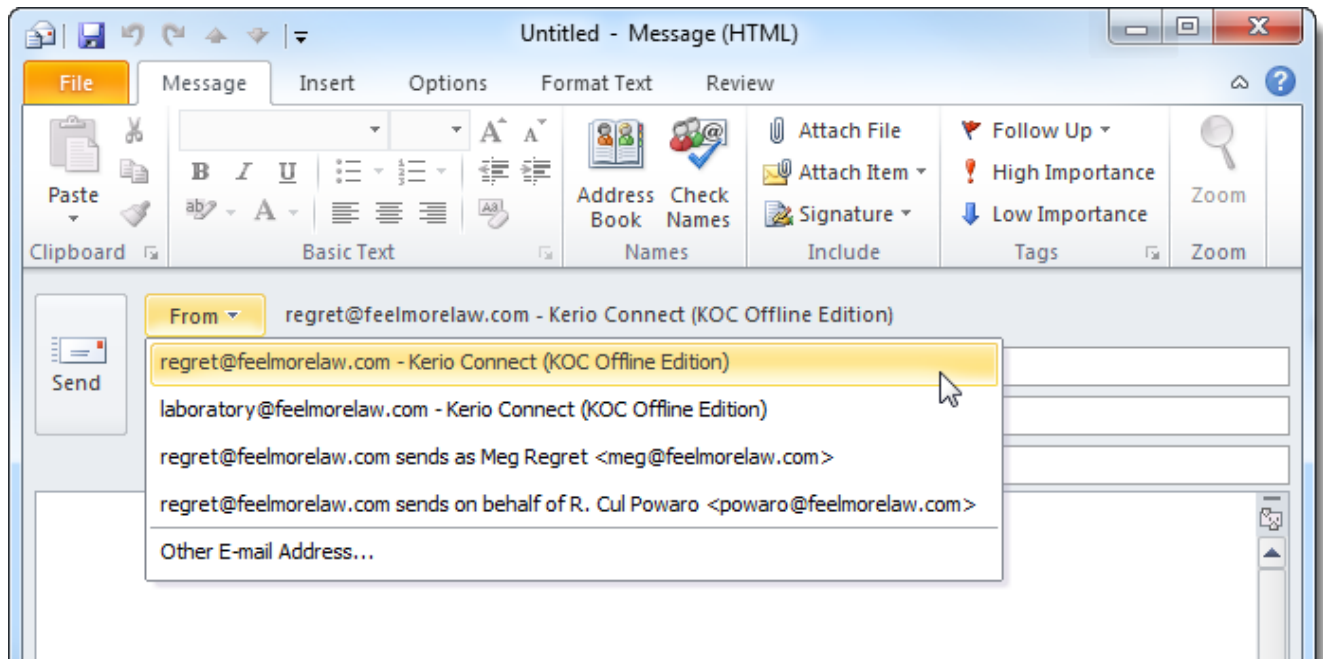 Untitled - Message (HTML)
File Message Insert Options Format Text Review
Paste
Clipboard
B I U
A A
ab A
Aa
Basic Text
Address Book
Check Names
Names
Attach File
Attach Item
Signature
Include
Follow Up
High Importance
Low Importance
Tags
Zoom
Zoom
Send
From regret@feelmorelaw.com - Kerio Connect (KOC Offline Edition)
regret@feelmorelaw.com - Kerio Connect (KOC Offline Edition)
laboratory@feelmorelaw.com - Kerio Connect (KOC Offline Edition)
regret@feelmorelaw.com sends as Meg Regret <meg@feelmorelaw.com>
regret@feelmorelaw.com sends on behalf of R. Cul Powaro <powaro@feelmorelaw.com>
Other E-mail Address...